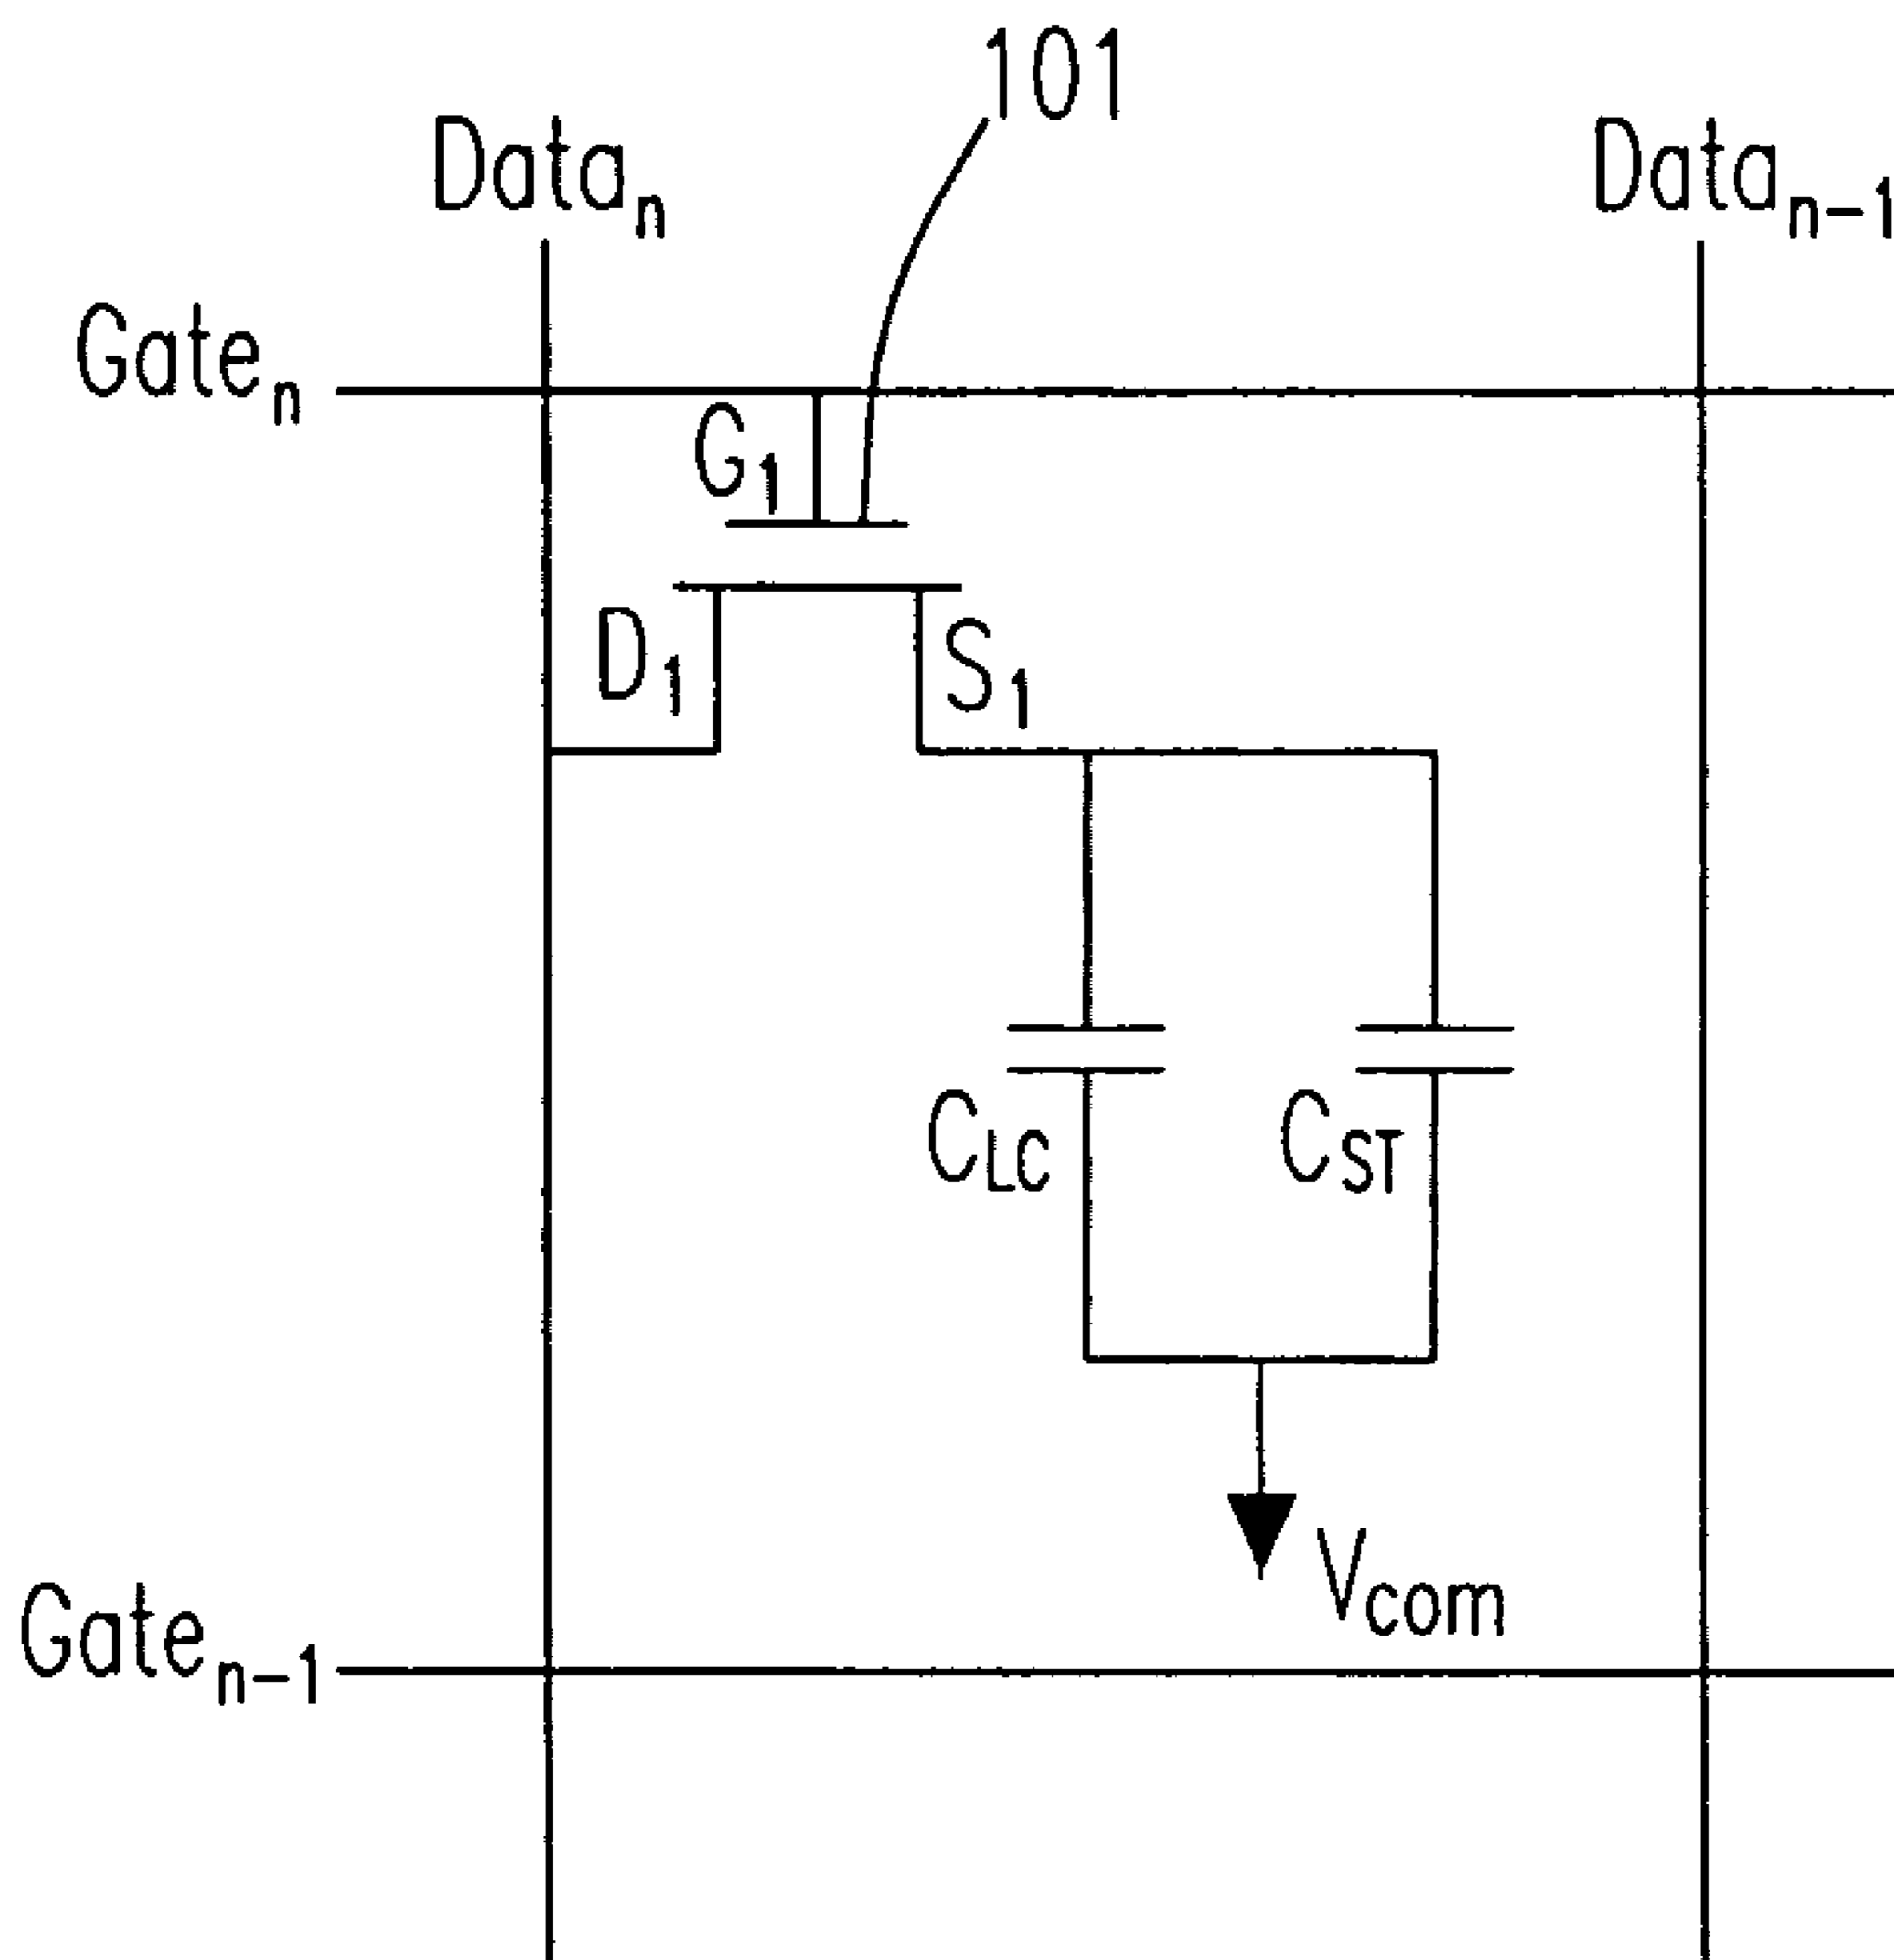 101
Data_n
Data_n-1
Gate_n
G_1
D_1
S_1
C_LC
C_ST
V_com
Gate_n-1